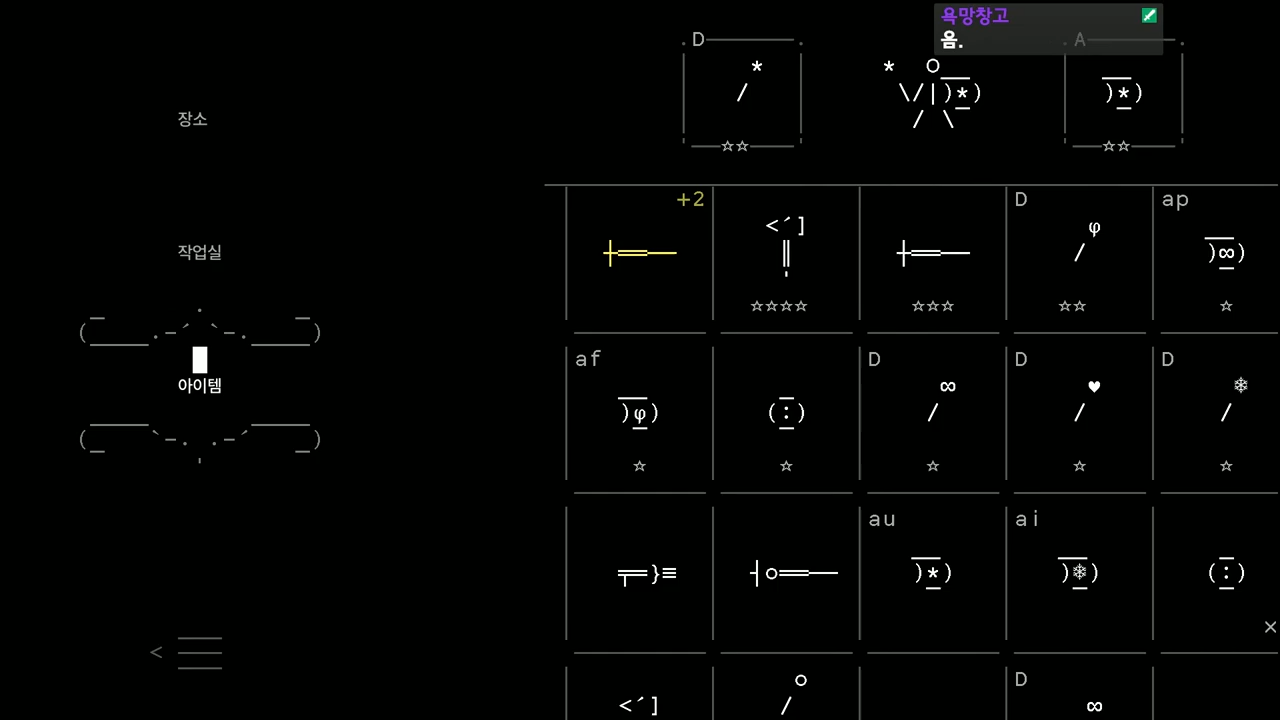 욕망창고
음.
D
A
* O
*
\/|)*)
/
)*)
/ \
☆☆
☆☆
장소
작업실
아이템
<
+2
D
ap
<´]
φ
/
)∞)
☆☆☆☆
☆☆☆
☆☆
☆
af
D
D
D
∞
♥
❄
)φ)
(:)
/
/
/
☆
☆
☆
☆
☆
au
ai
╤═}≡
┤○══─
)*)
)❄)
(:)
×
D
○
<´]
/
∞